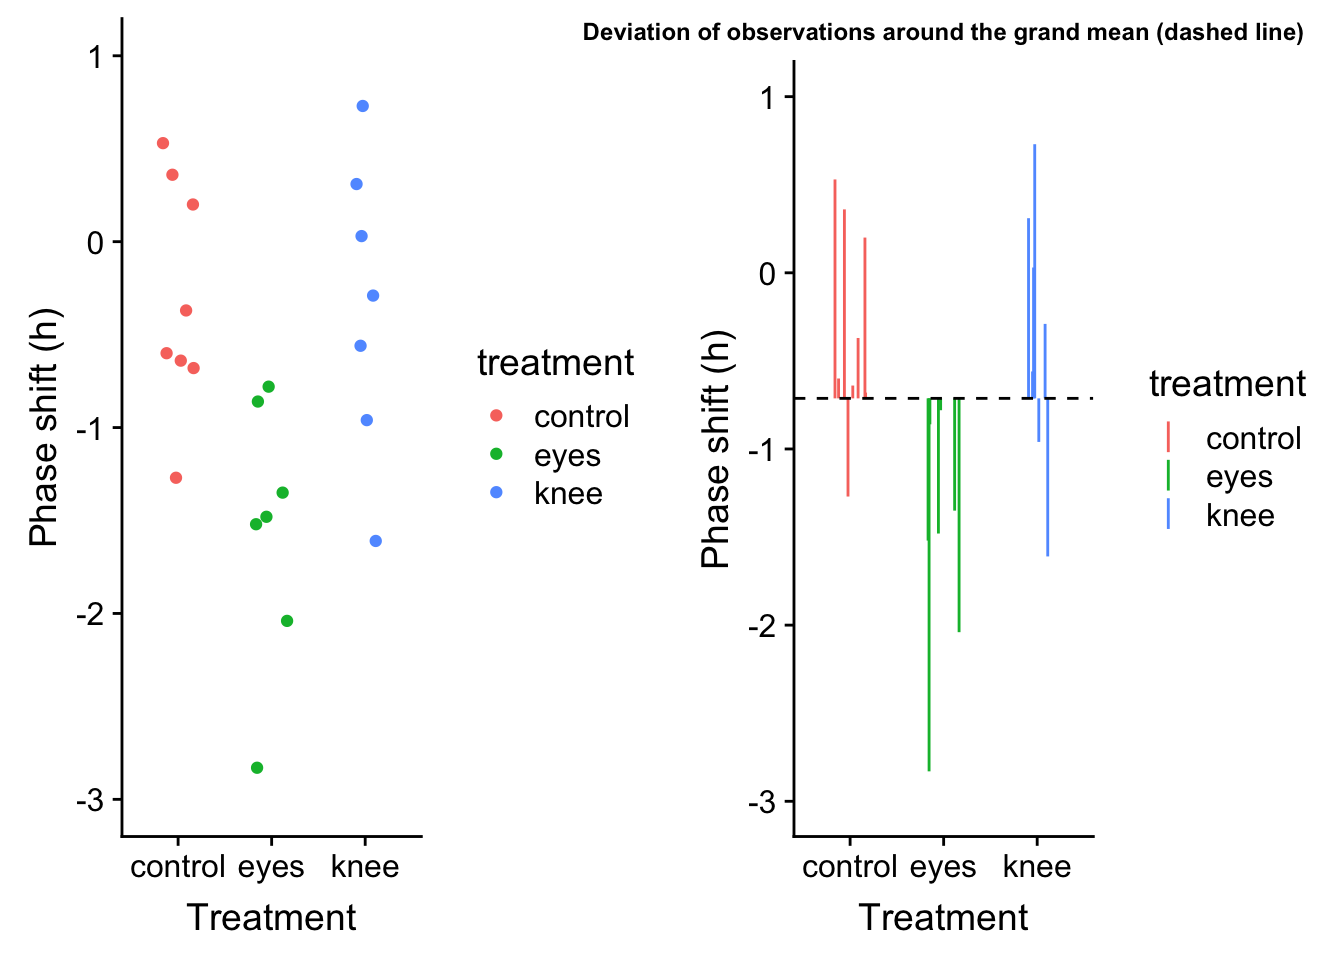 Deviation of observations around the grand mean (dashed line)
Phase shift (h)
1
0
-1
-2
-3
control eyes knee
Treatment
treatment
control
eyes
knee
Phase shift (h)
1
0
-1
-2
-3
control eyes knee
Treatment
treatment
control
eyes
knee